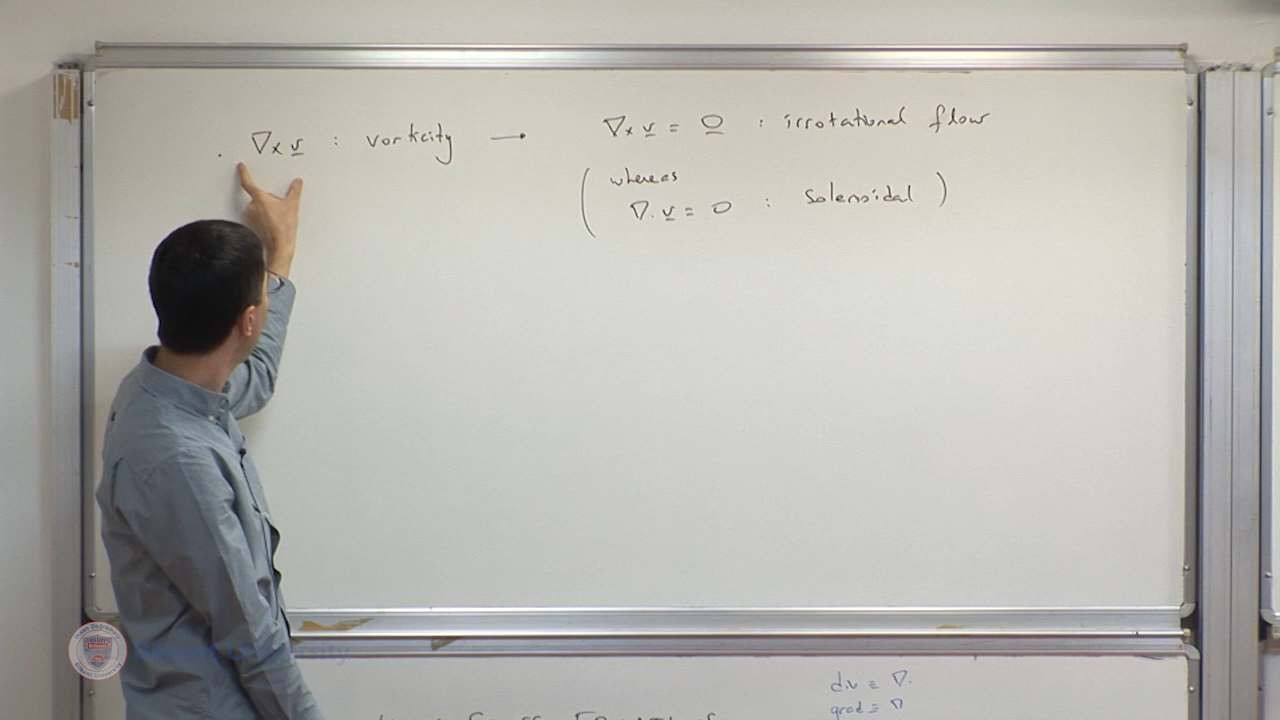 . ∇× v : vorticity → ∇× v = 0 : irrotational flow
( whereas
∇. v = 0 : solenoidal )
div ≡ ∇.
grad ≡ ∇